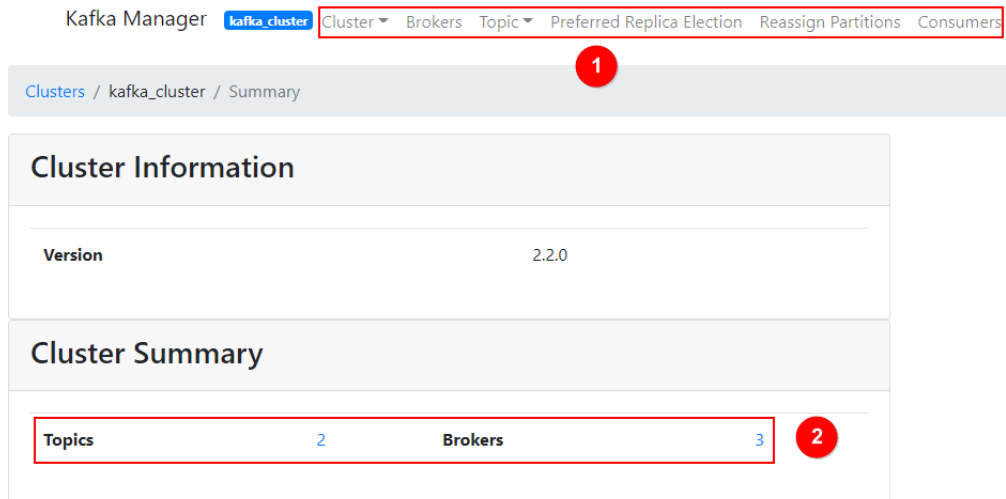 Kafka Manager kafka_cluster Cluster Brokers Topic Preferred Replica Election Reassign Partitions Consumers
1
Clusters / kafka_cluster / Summary
Cluster Information
Version 2.2.0
Cluster Summary
Topics 2 Brokers 3 2